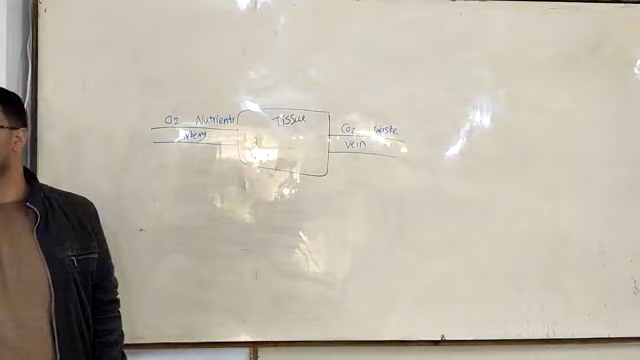 O2 Nutrients
Artery
Tissue
Co2 waste
vein